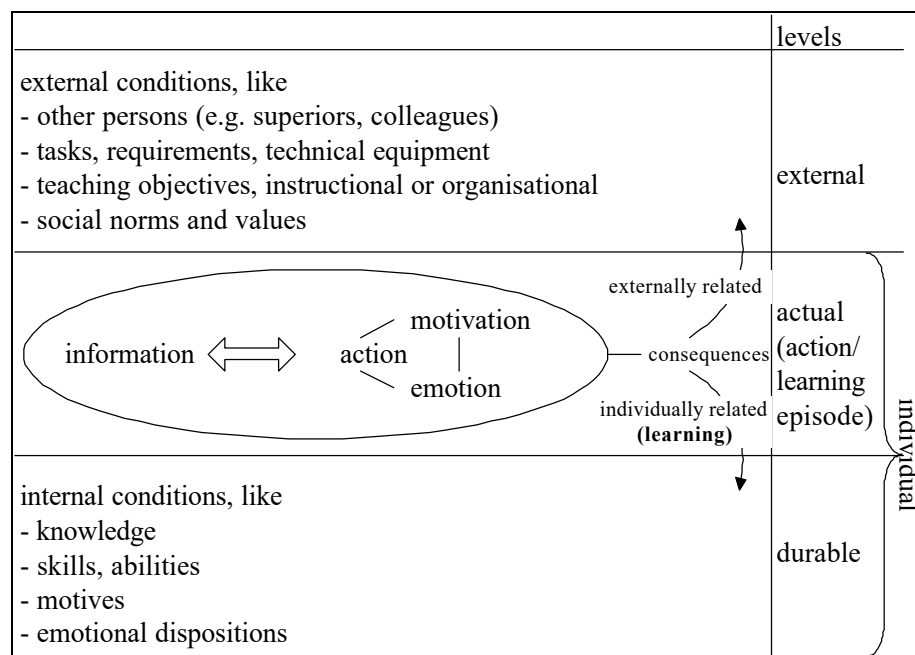 levels
external conditions, like
- other persons (e.g. superiors, colleagues)
- tasks, requirements, technical equipment
- teaching objectives, instructional or organisational
- social norms and values
external
information
action
motivation
emotion
externally related
consequences
individually related
(learning)
actual
(action/
learning
episode)
individual
internal conditions, like
- knowledge
- skills, abilities
- motives
- emotional dispositions
durable